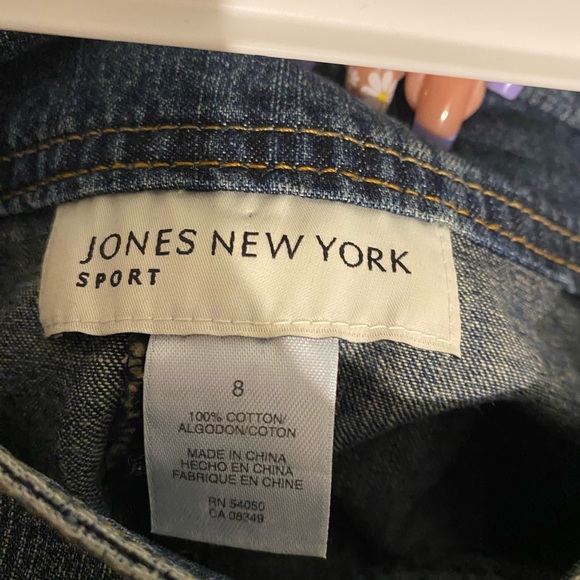 JONES NEW YORK
SPORT
8
100% COTTON/
ALGODON/COTON
MADE IN CHINA
HECHO EN CHINA
FABRIQUE EN CHINE
RN 54050
CA 08349